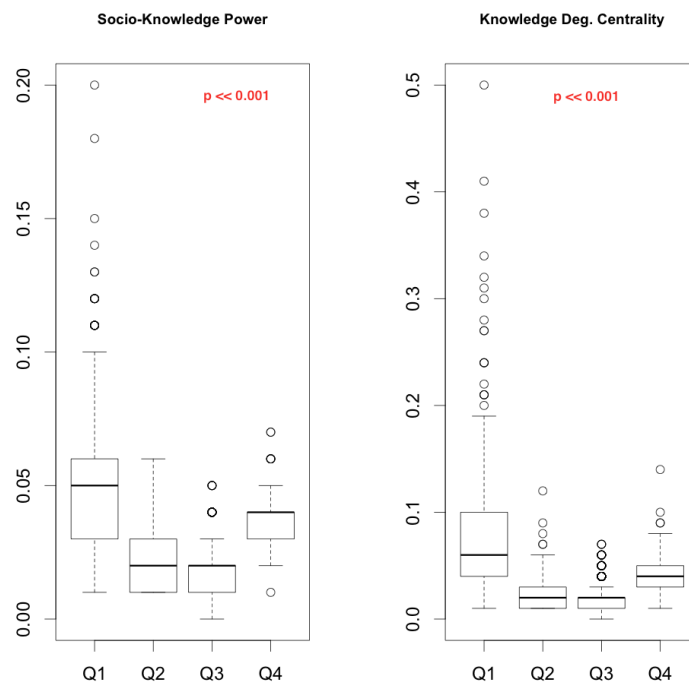 Socio-Knowledge Power
p << 0.001
0.20
0.15
0.10
0.05
0.00
Q1 Q2 Q3 Q4
Knowledge Deg. Centrality
p << 0.001
0.5
0.4
0.3
0.2
0.1
0.0
Q1 Q2 Q3 Q4